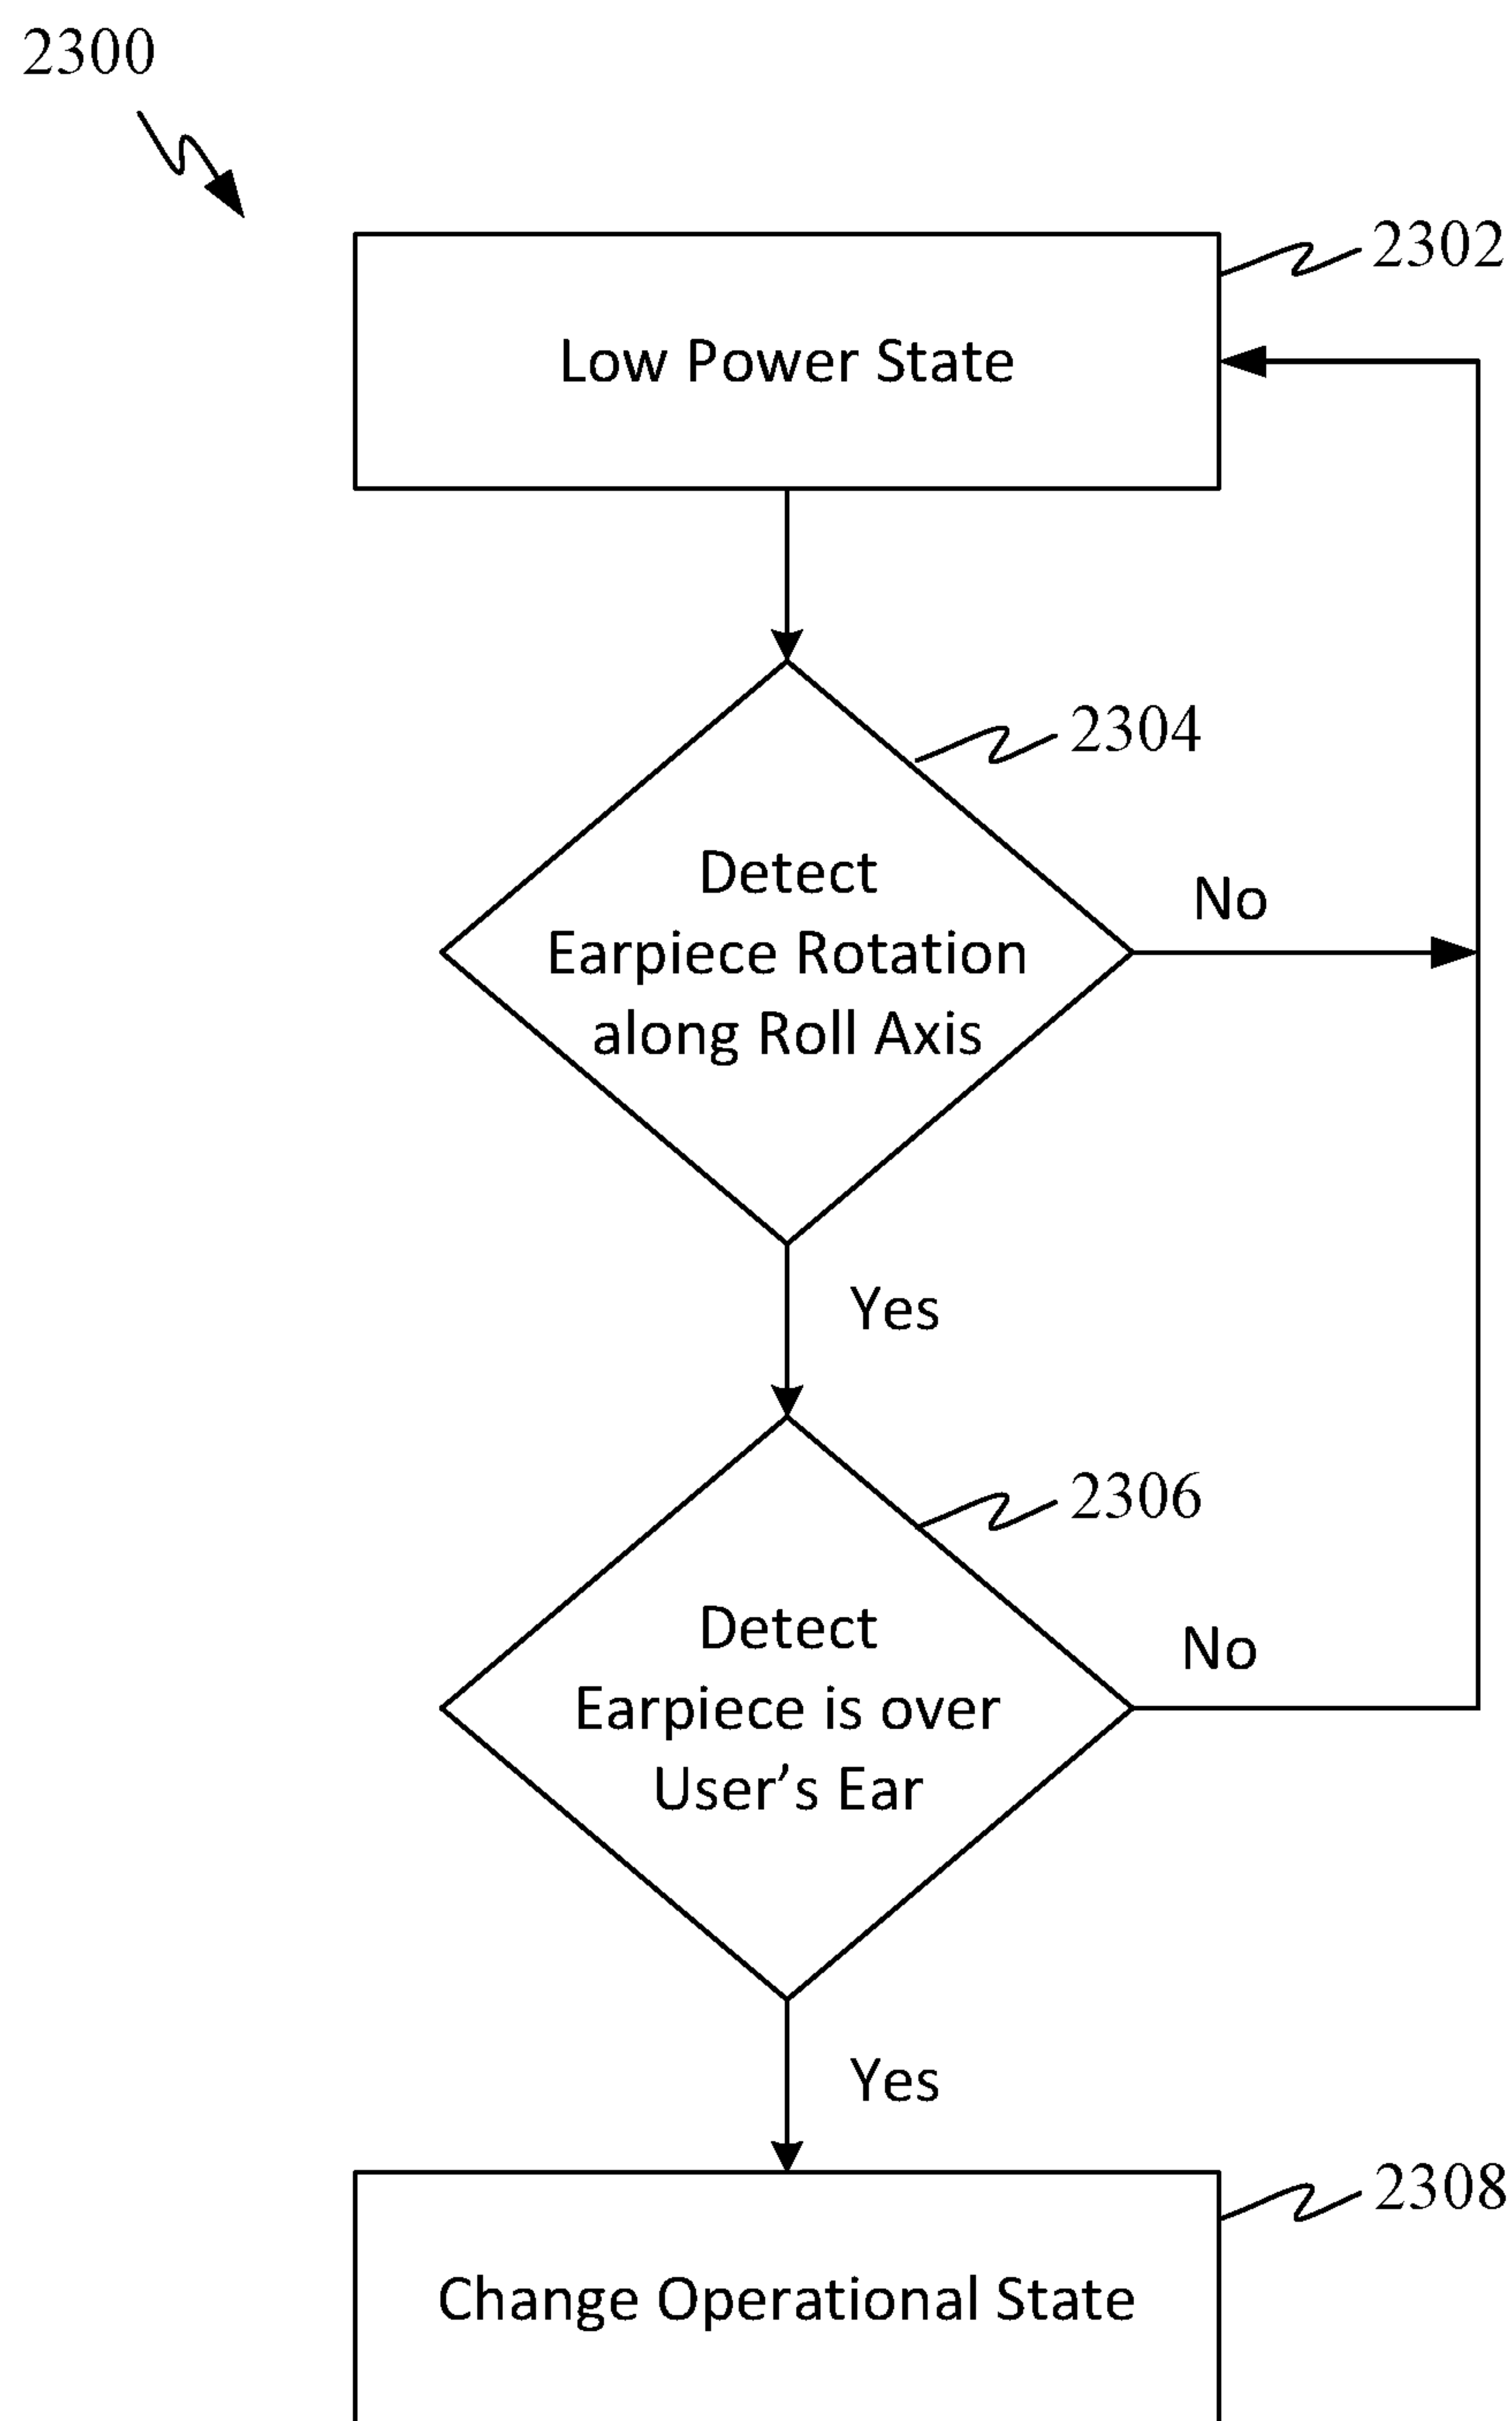 2300
2302
Low Power State
2304
Detect
Earpiece Rotation
along Roll Axis
No
Yes
2306
Detect
Earpiece is over
User's Ear
No
Yes
2308
Change Operational State